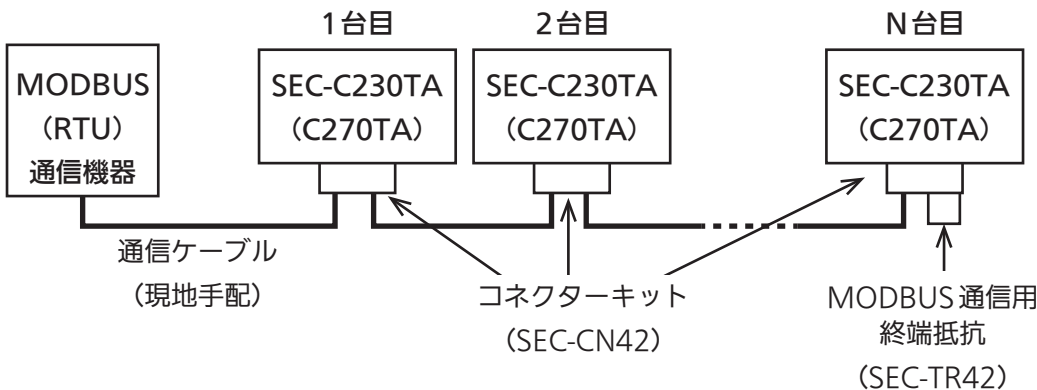 1台目
2台目
N台目
MODBUS
（RTU）
通信機器
SEC-C230TA
（C270TA）
SEC-C230TA
（C270TA）
SEC-C230TA
（C270TA）
通信ケーブル
（現地手配）
コネクターキット
（SEC-CN42）
MODBUS通信用
終端抵抗
（SEC-TR42）